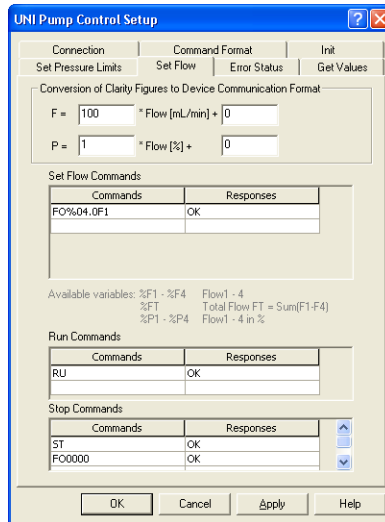 UNI Pump Control Setup
Connection Command Format Init
Set Pressure Limits Set Flow Error Status Get Values
Conversion of Clarity Figures to Device Communication Format
F = 100 * Flow [mL/min] + 0
P = 1 * Flow [%] + 0
Set Flow Commands
Commands Responses
FO%04.0F1 OK
Available variables: %F1 - %F4 Flow1 - 4
%FT Total Flow FT = Sum(F1-F4)
%P1 - %P4 Flow1 - 4 in %
Run Commands
Commands Responses
RU OK
Stop Commands
Commands Responses
ST OK
FO0000 OK
OK Cancel Apply Help